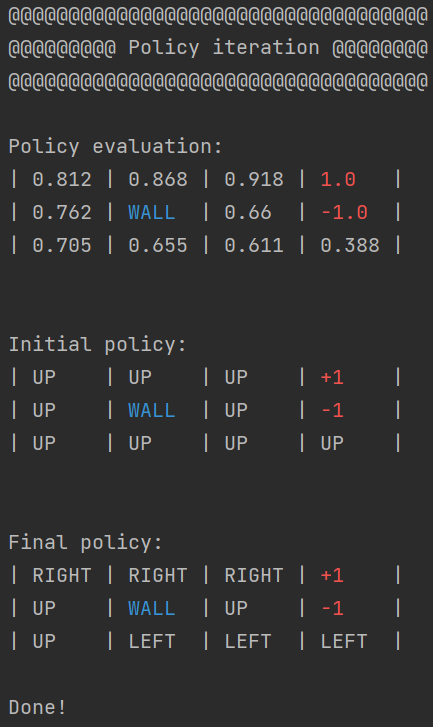 @@@@@@@@@@@@@@@@@@@@@@@@@@@@@@@@@@@
@@@@@@@@@ Policy iteration @@@@@@@@
@@@@@@@@@@@@@@@@@@@@@@@@@@@@@@@@@@@
Policy evaluation:
| 0.812 | 0.868 | 0.918 | 1.0   |
| 0.762 | WALL  | 0.66  | -1.0  |
| 0.705 | 0.655 | 0.611 | 0.388 |
Initial policy:
| UP    | UP    | UP    | +1    |
| UP    | WALL  | UP    | -1    |
| UP    | UP    | UP    | UP    |
Final policy:
| RIGHT | RIGHT | RIGHT | +1    |
| UP    | WALL  | UP    | -1    |
| UP    | LEFT  | LEFT  | LEFT  |
Done!